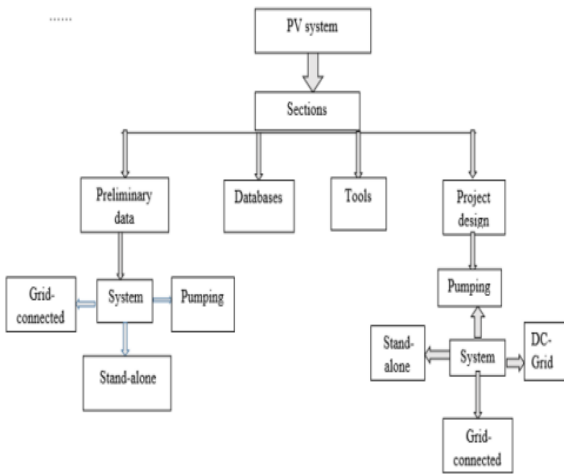 ......
PV system
Sections
Preliminary
data
Databases
Tools
Project
design
Grid-
connected
System
Pumping
Stand-alone
Pumping
Stand-
alone
System
DC-
Grid
Grid-
connected